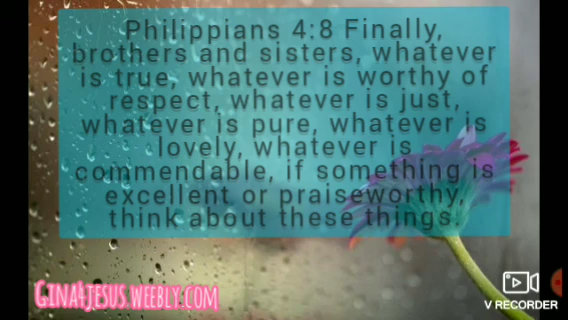 Philippians 4:8 Finally,
brothers and sisters, whatever
is true, whatever is worthy of
respect, whatever is just,
whatever is pure, whatever is
lovely, whatever is
commendable, if something is
excellent or praiseworthy,
think about these things.
Gina4jesus.weebly.com
V RECORDER